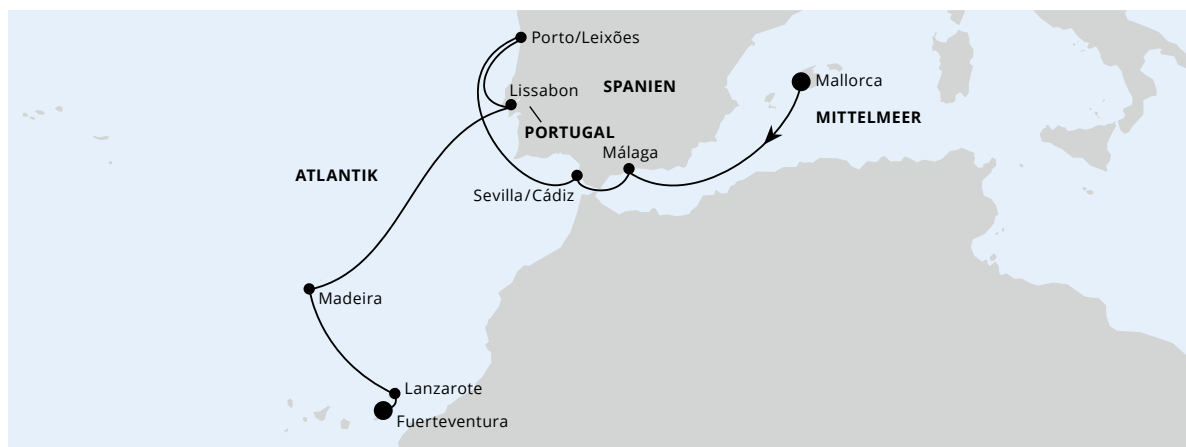 Porto/Leixões
Mallorca
SPANIEN
Lissabon
MITTELMEER
PORTUGAL
Málaga
ATLANTIK
Sevilla/Cádiz
Madeira
Lanzarote
Fuerteventura